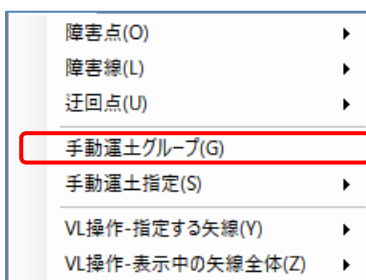 障害点(O)
障害線(L)
迂回点(U)
手動運土グループ(G)
手動運土指定(S)
VL操作-指定する矢線(Y)
VL操作-表示中の矢線全体(Z)